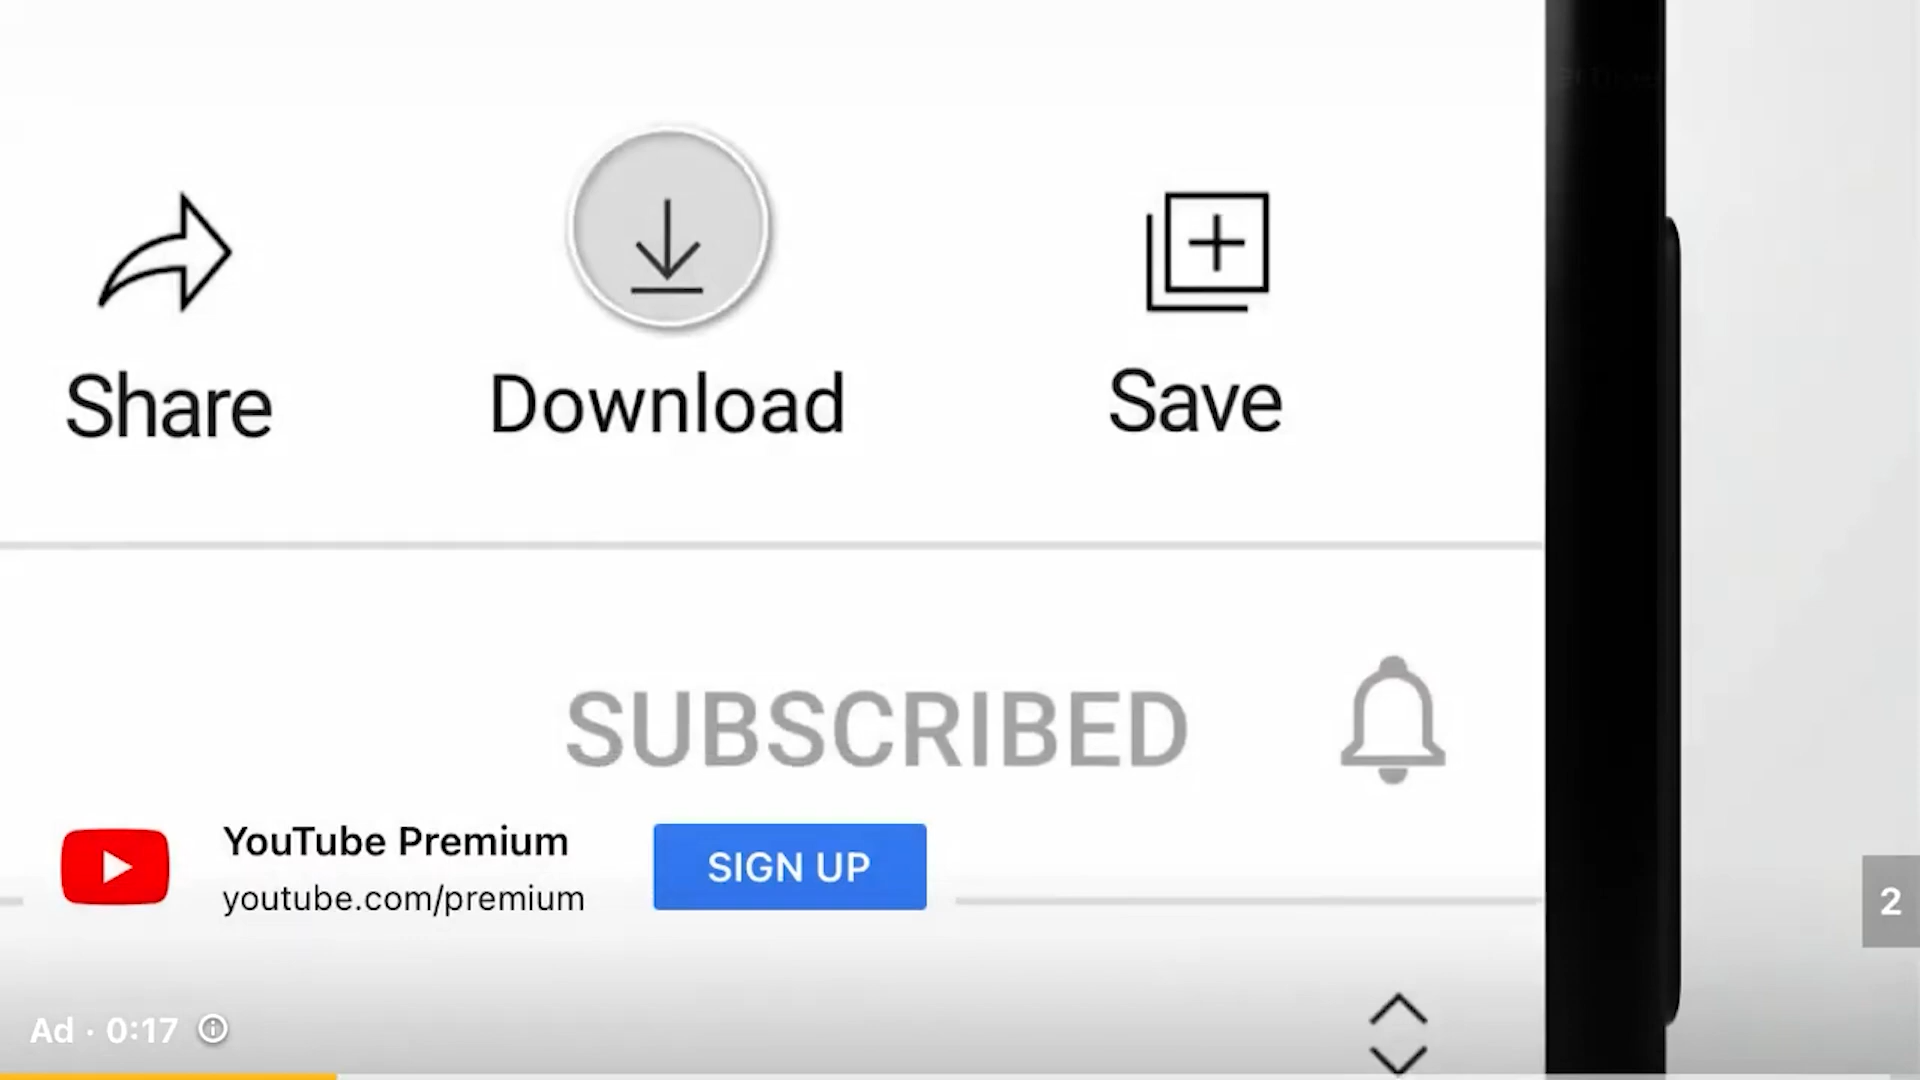 Share Download Save
SUBSCRIBED
YouTube Premium
youtube.com/premium
SIGN UP
2
Ad · 0:17